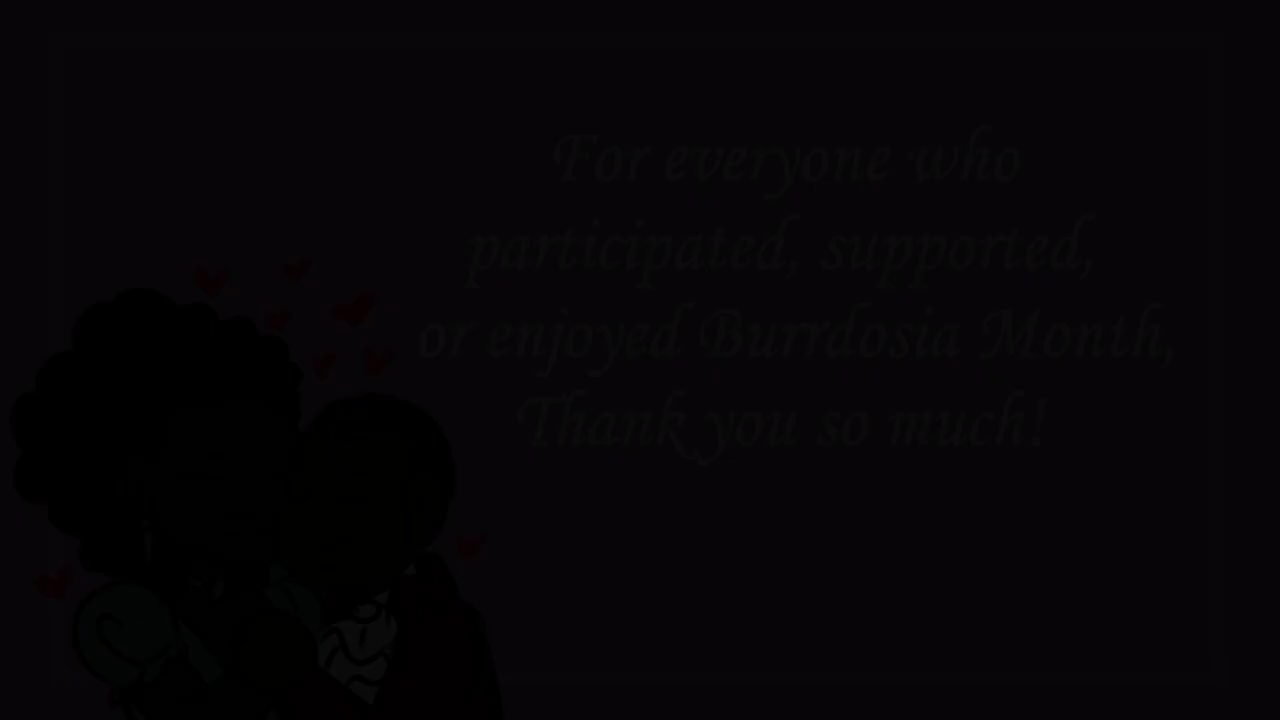 For everyone who
participated, supported,
or enjoyed Burrdosia Month,
Thank you so much!